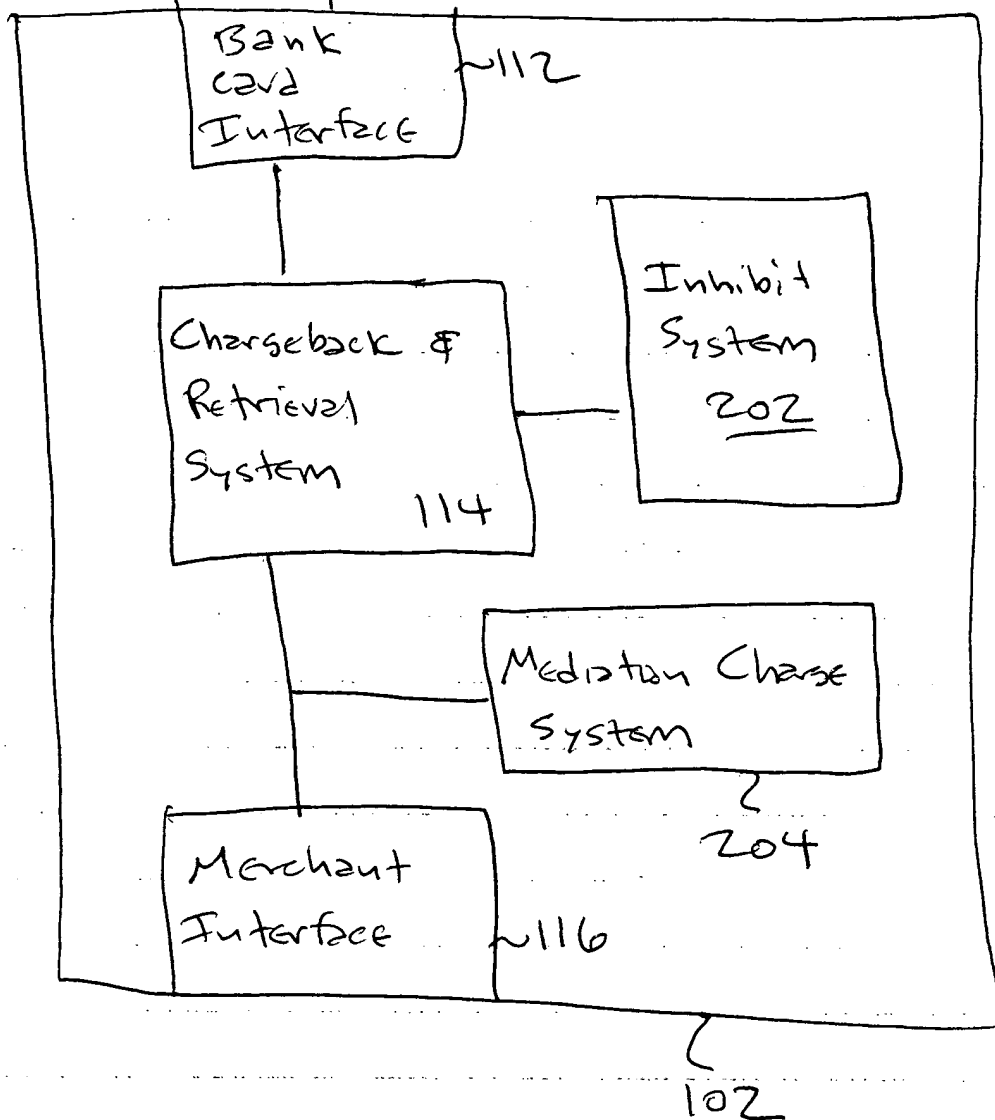 Bank
Card
Interface
112
Inhibit
System
202
Chargeback &
Retrieval
System
114
Mediation Charge
System
204
Merchant
Interface
116
102